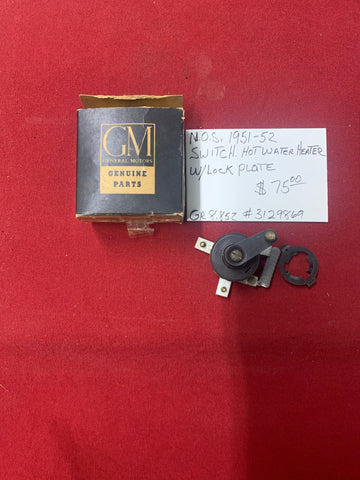 GM
GENERAL MOTORS
GENUINE
PARTS
N.O.S. 1951-52
SWITCH. HOT WATER HEATER
W/LOCK PLATE
$ 75.00
GR 8.852 # 3129869